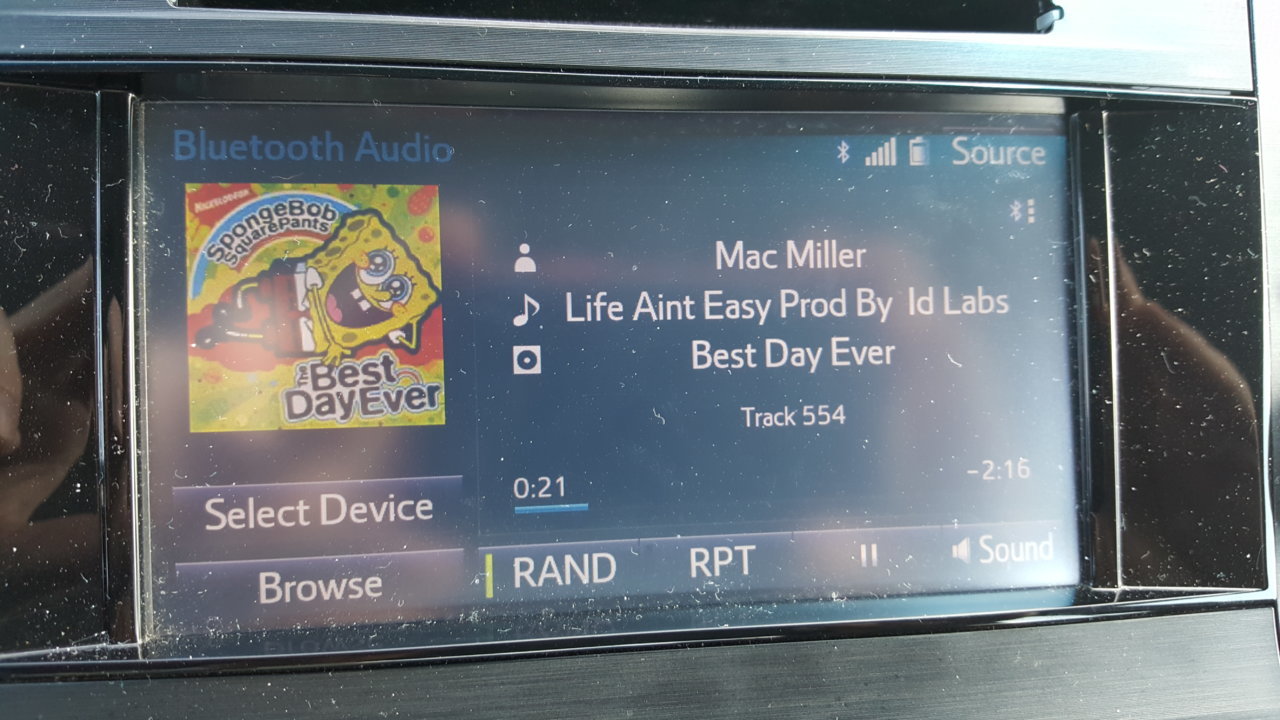 Bluetooth Audio
Source
NICKELODEON
SpongeBob
SquarePants
The Best
Day Ever
Mac Miller
Life Aint Easy Prod By Id Labs
Best Day Ever
Track 554
0:21
-2:16
Select Device
Browse
RAND
RPT
Sound